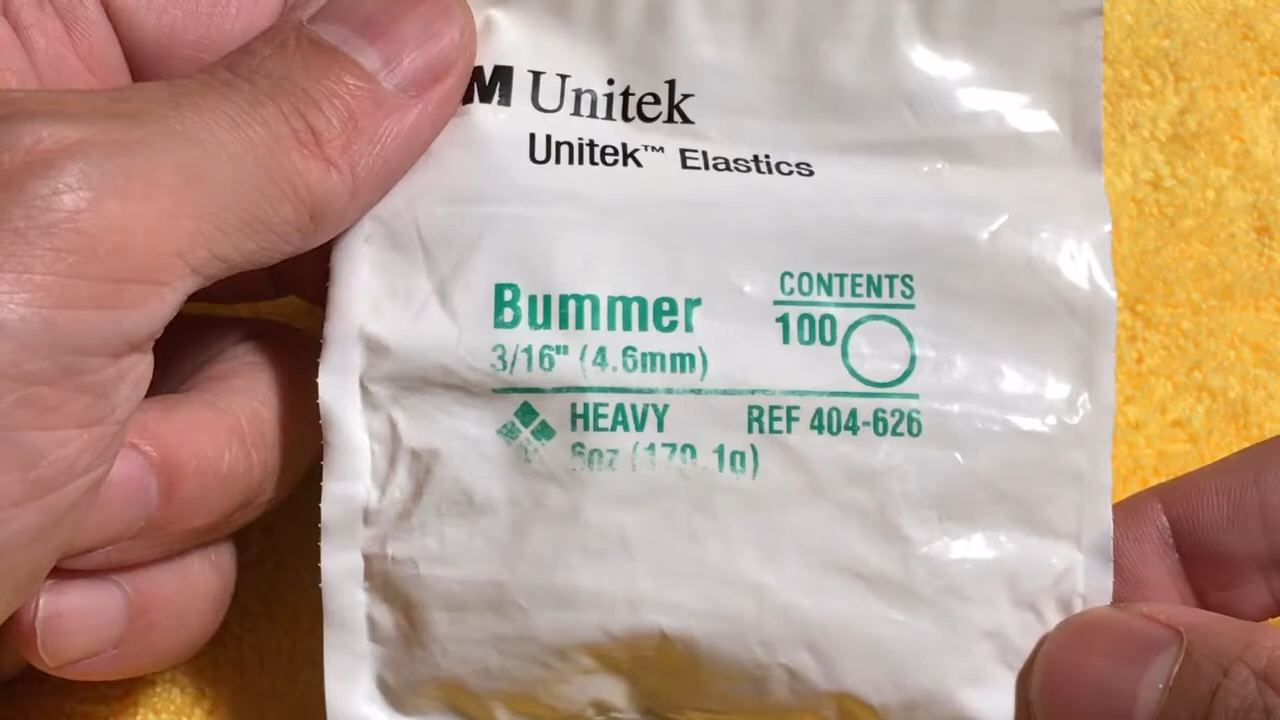 M Unitek
Unitek™ Elastics
CONTENTS
Bummer
100
3/16" (4.6mm)
HEAVY
REF 404-626
6oz (170.1g)